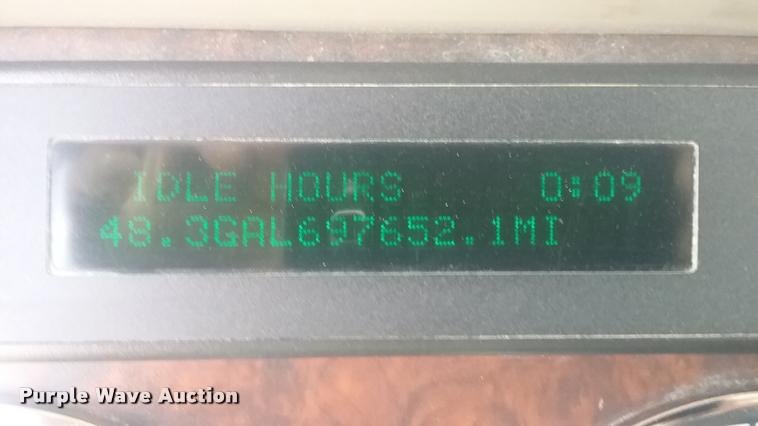 IDLE HOURS 0:09
48.3GAL697652.1MI
Purple Wave Auction